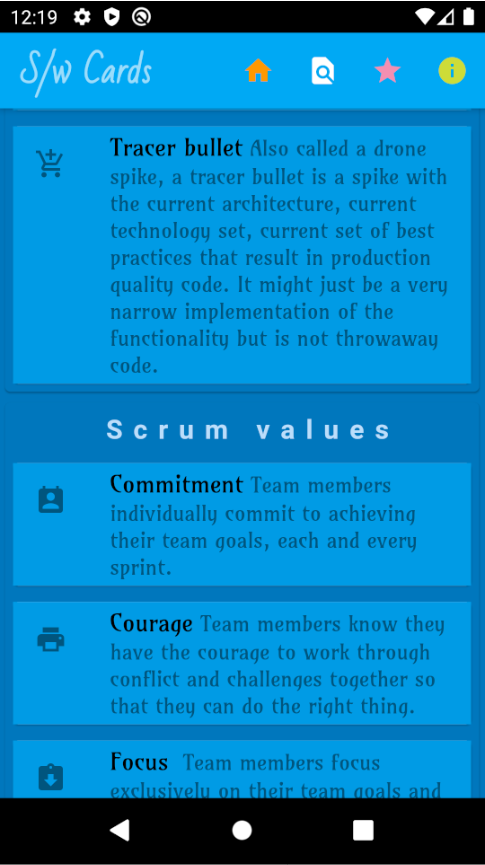 12:19
S/w Cards
Tracer bullet Also called a drone
spike, a tracer bullet is a spike with
the current architecture, current
technology set, current set of best
practices that result in production
quality code. It might just be a very
narrow implementation of the
functionality but is not throwaway
code.
Scrum values
Commitment Team members
individually commit to achieving
their team goals, each and every
sprint.
Courage Team members know they
have the courage to work through
conflict and challenges together so
that they can do the right thing.
Focus Team members focus
exclusively on their team goals and